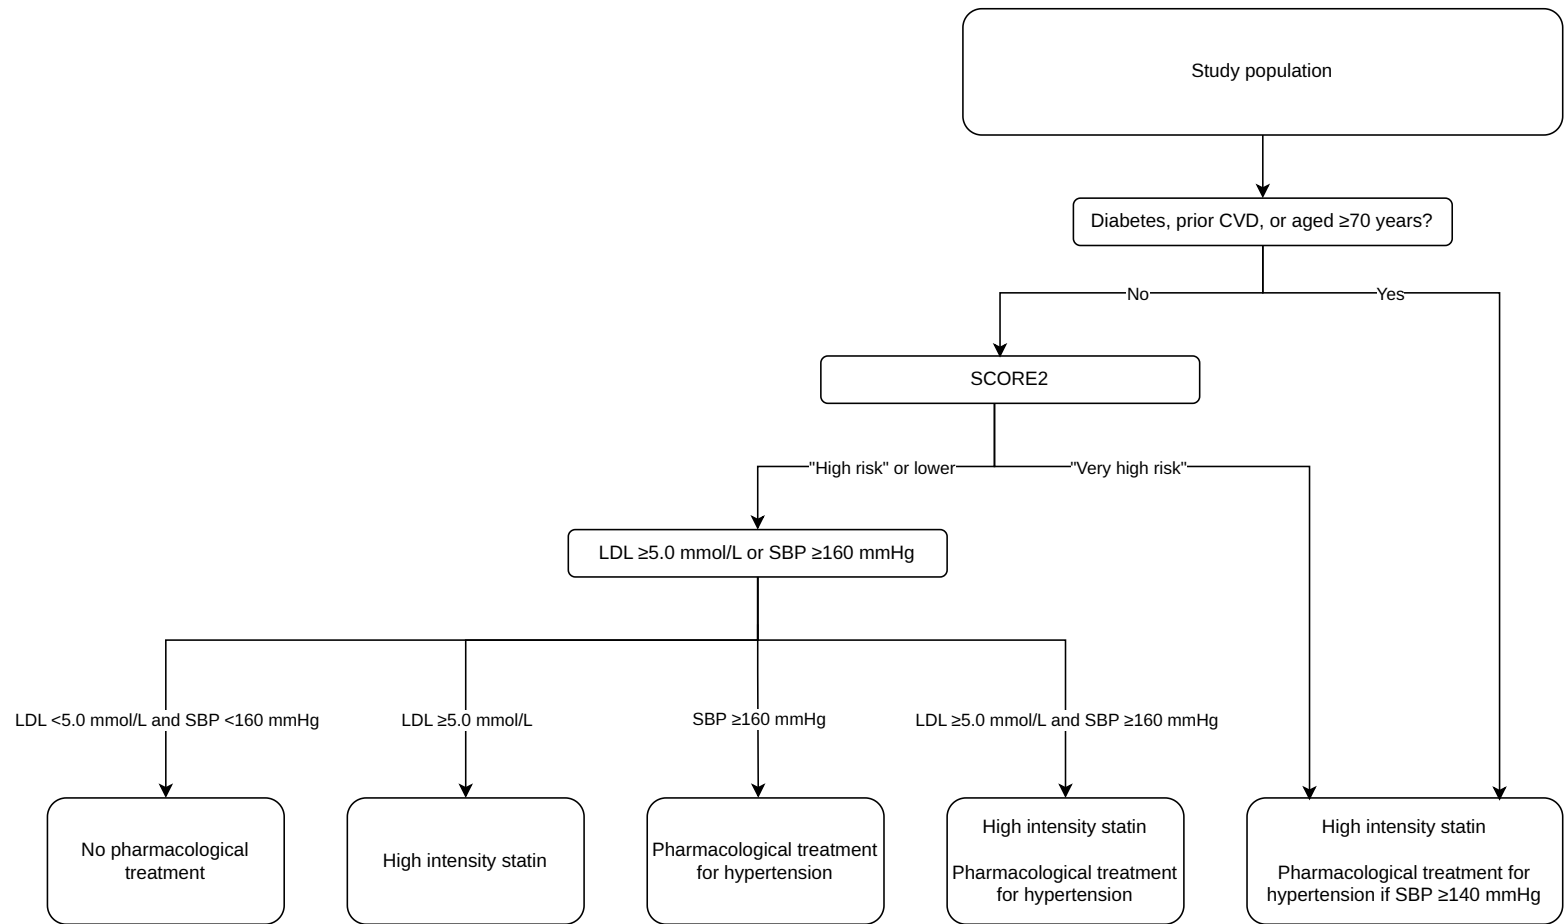 Study population
Diabetes, prior CVD, or aged ≥70 years?
No
Yes
SCORE2
"High risk" or lower
"Very high risk"
LDL ≥5.0 mmol/L or SBP ≥160 mmHg
LDL <5.0 mmol/L and SBP <160 mmHg
LDL ≥5.0 mmol/L
SBP ≥160 mmHg
LDL ≥5.0 mmol/L and SBP ≥160 mmHg
No pharmacological
treatment
High intensity statin
Pharmacological treatment
for hypertension
High intensity statin
Pharmacological treatment
for hypertension
High intensity statin
Pharmacological treatment for
hypertension if SBP ≥140 mmHg